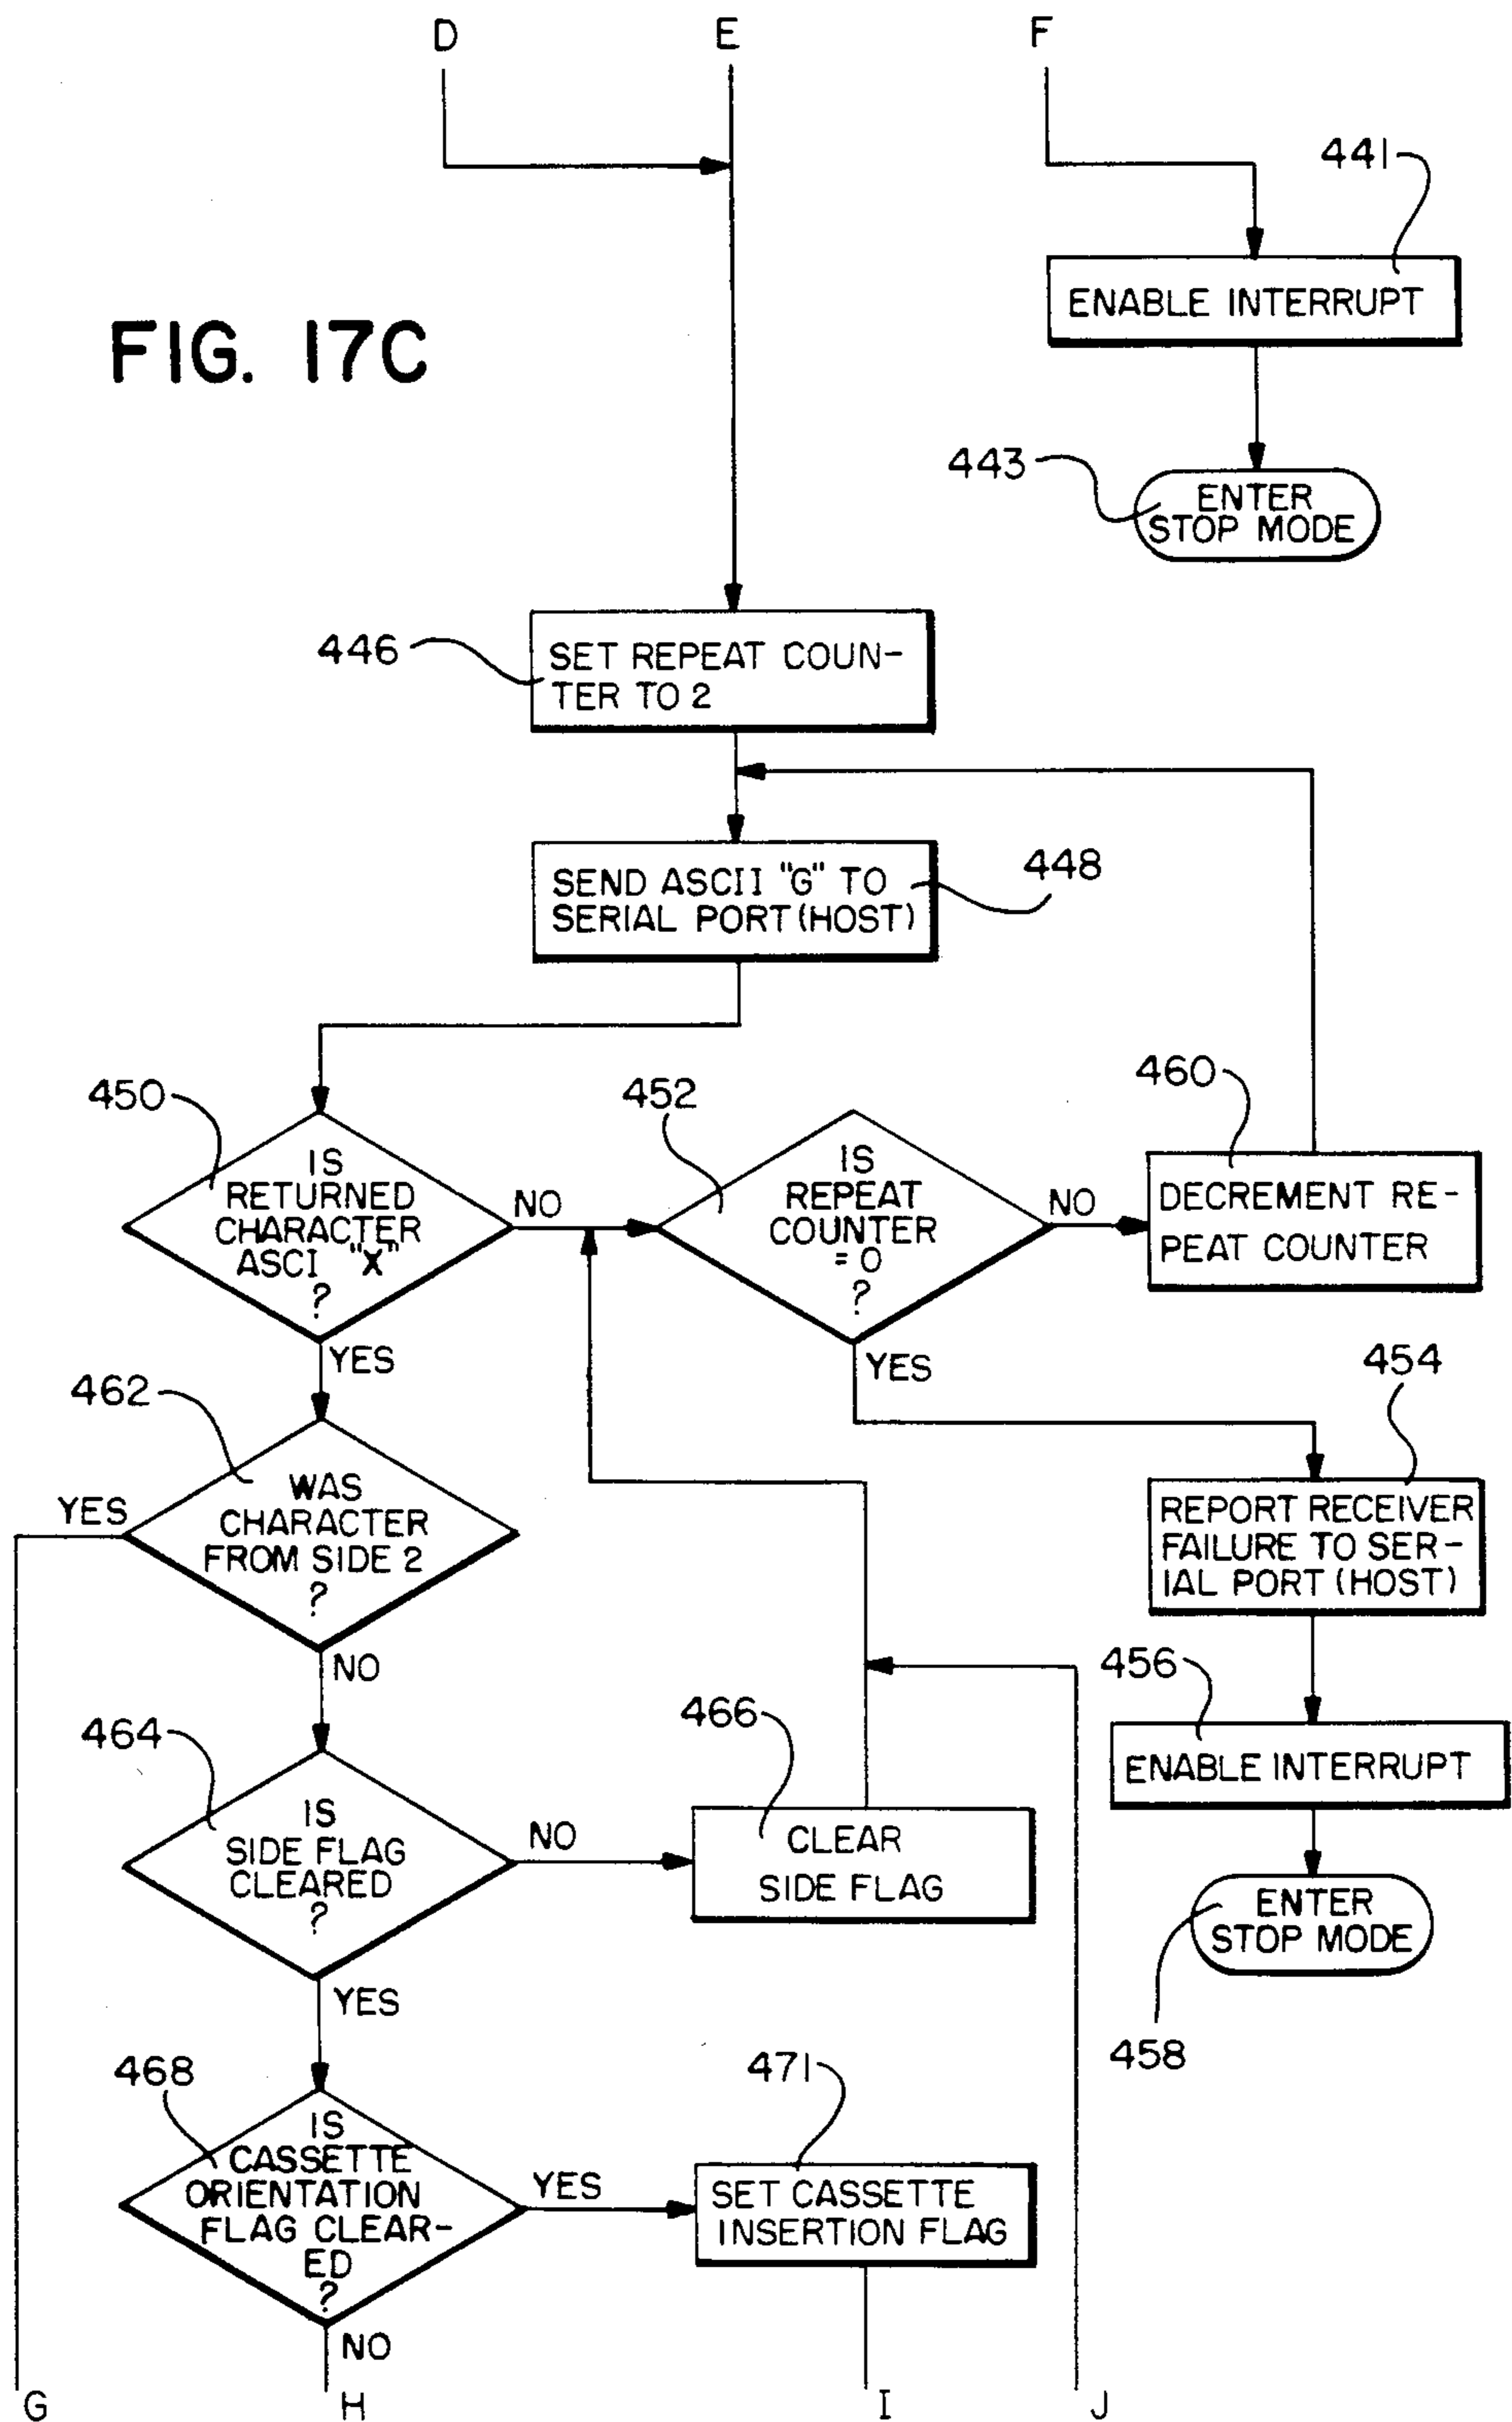 D
E
F
441
ENABLE INTERRUPT
FIG. 17C
443
ENTER
STOP MODE
446
SET REPEAT COUN-
TER TO 2
448
SEND ASCII "G" TO
SERIAL PORT (HOST)
450
IS
RETURNED
CHARACTER
ASCI "X"
?
NO
YES
452
IS
REPEAT
COUNTER
= 0
?
NO
YES
460
DECREMENT RE-
PEAT COUNTER
454
REPORT RECEIVER
FAILURE TO SER-
IAL PORT (HOST)
462
WAS
CHARACTER
FROM SIDE 2
?
YES
NO
456
ENABLE INTERRUPT
464
IS
SIDE FLAG
CLEARED
?
NO
YES
466
CLEAR
SIDE FLAG
ENTER
STOP MODE
458
468
IS
CASSETTE
ORIENTATION
FLAG CLEAR-
ED
?
YES
NO
471
SET CASSETTE
INSERTION FLAG
G
H
I
J